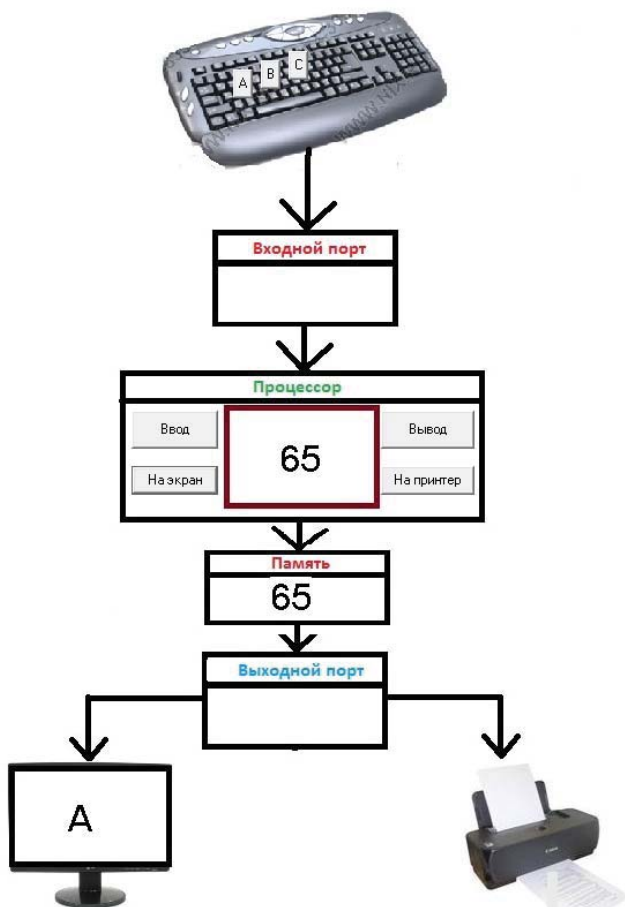 A
B
C
Входной порт
Процессор
Ввод
65
Вывод
На экран
На принтер
Память
65
Выходной порт
A